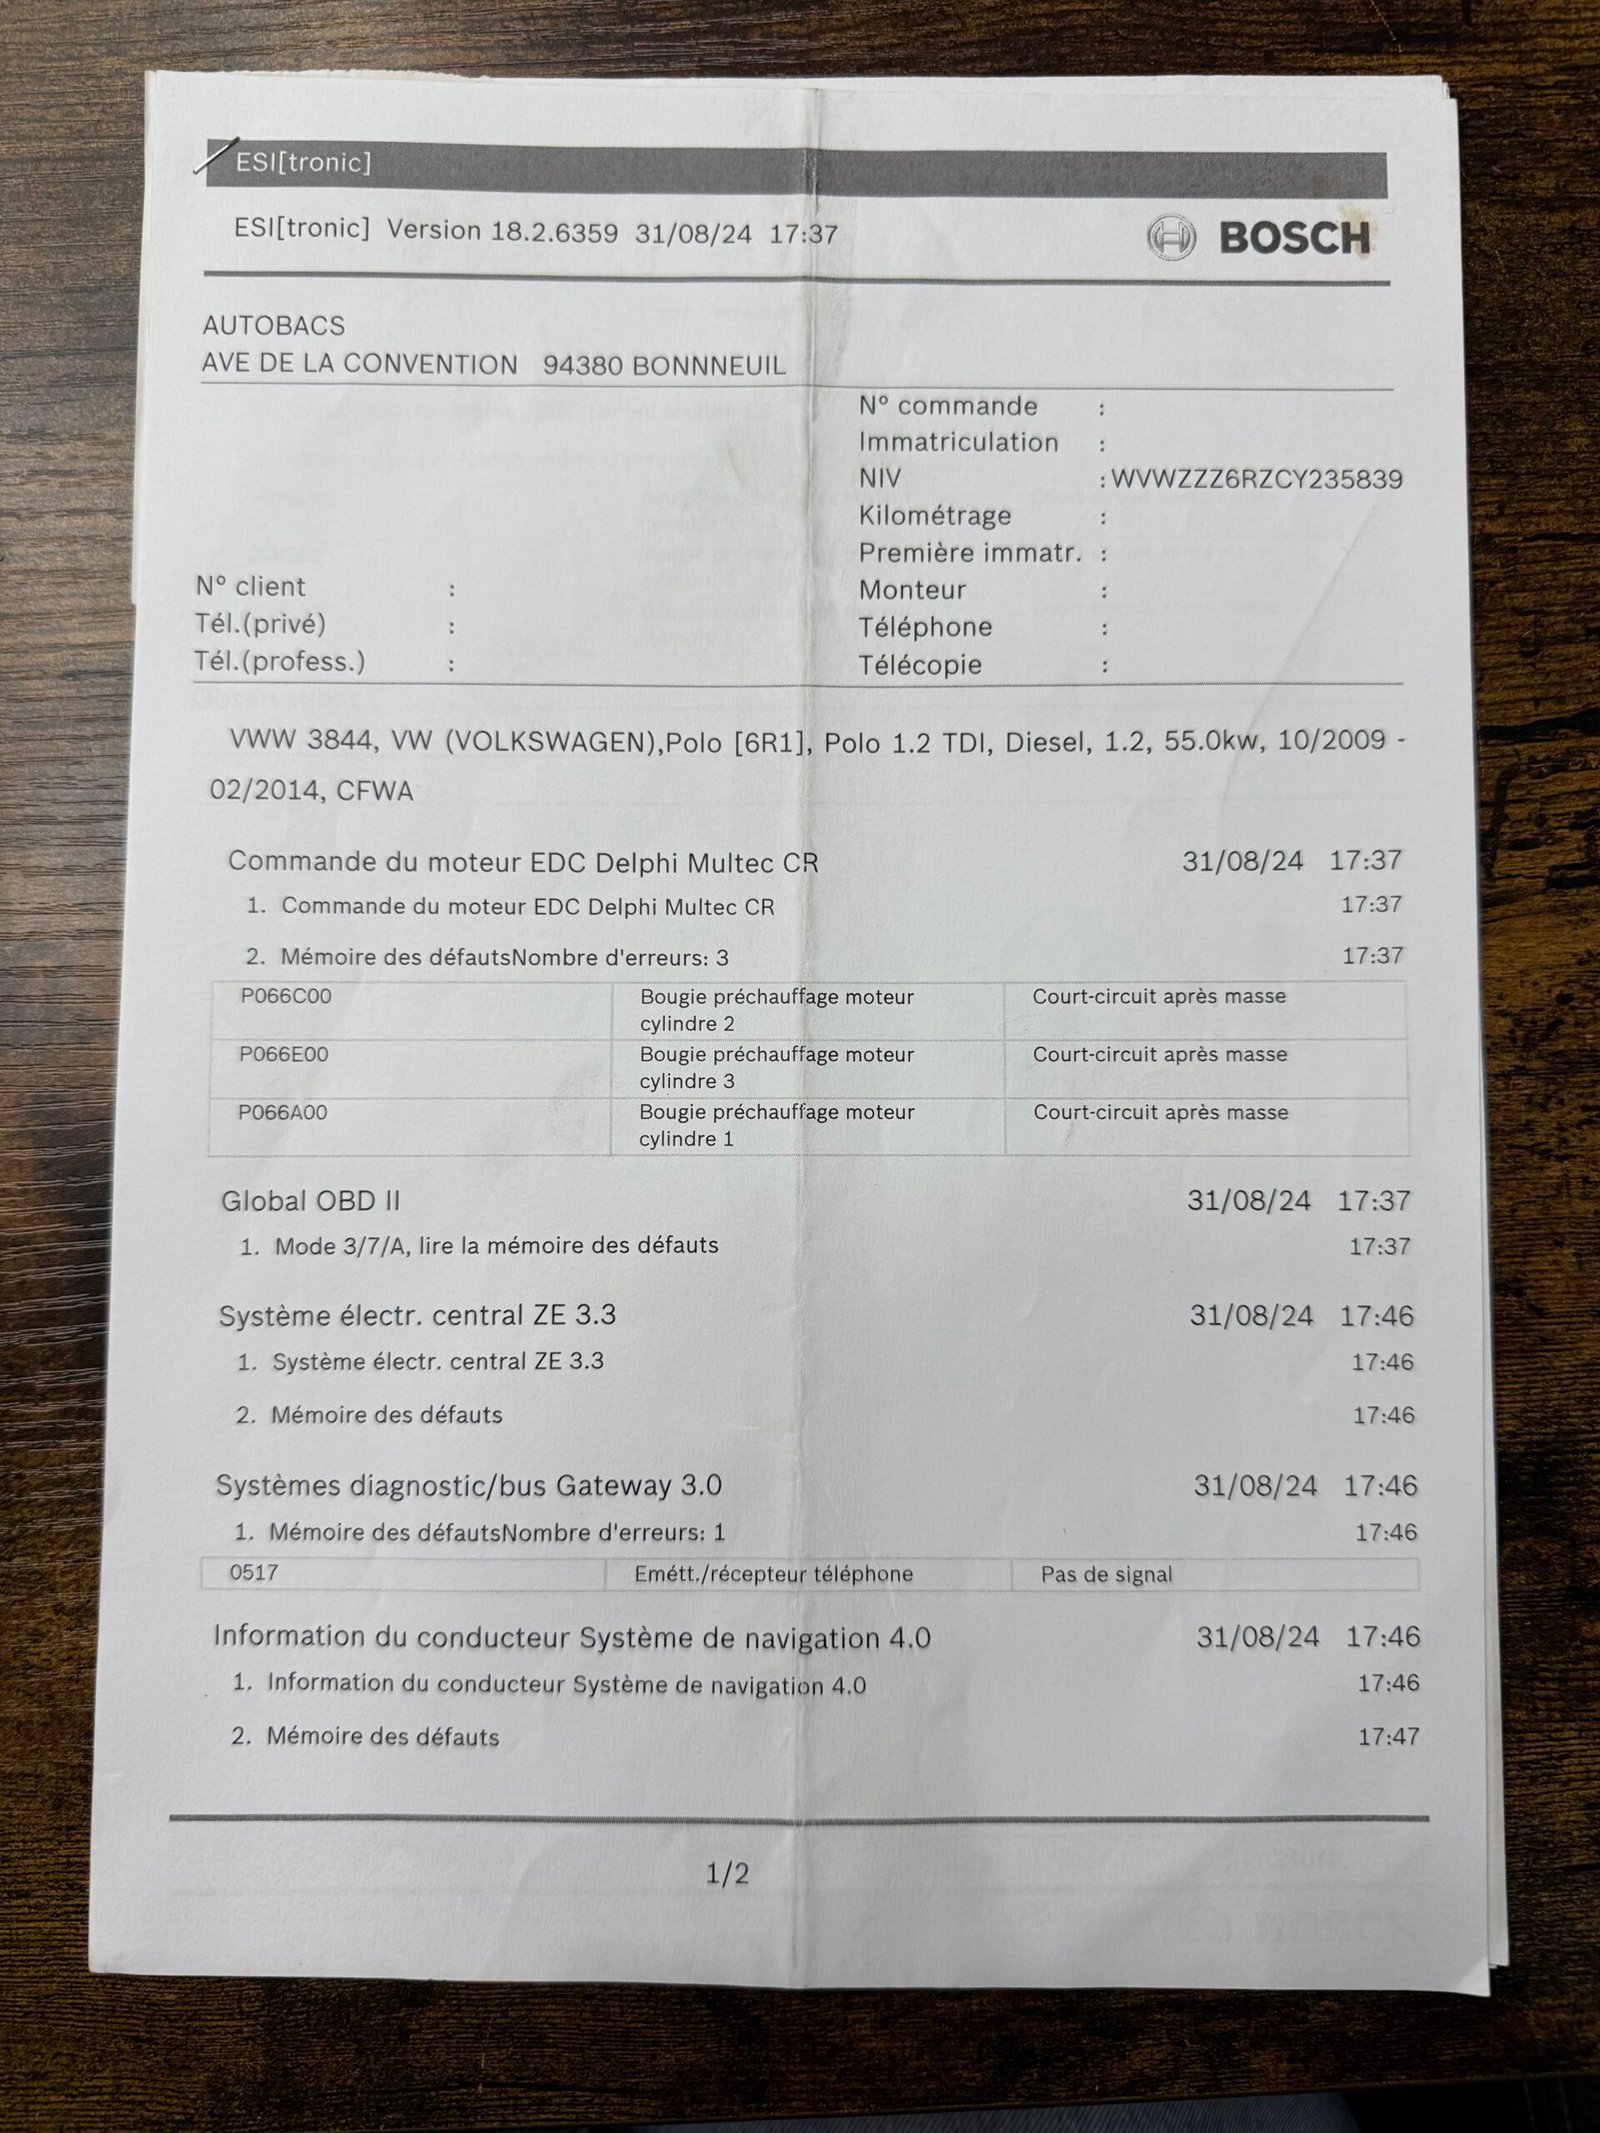 ESI[tronic]
ESI[tronic] Version 18.2.6359 31/08/24 17:37
BOSCH
AUTOBACS
AVE DE LA CONVENTION 94380 BONNNEUIL
N° commande :
Immatriculation :
NIV :WVWZZZ6RZCY235839
Kilométrage :
Première immatr. :
N° client : Monteur :
Tél.(privé) : Téléphone :
Tél.(profess.) : Télécopie :
VWW 3844, VW (VOLKSWAGEN),Polo [6R1], Polo 1.2 TDI, Diesel, 1.2, 55.0kw, 10/2009 -
02/2014, CFWA
Commande du moteur EDC Delphi Multec CR 31/08/24 17:37
1. Commande du moteur EDC Delphi Multec CR 17:37
2. Mémoire des défautsNombre d'erreurs: 3 17:37
P066C00 Bougie préchauffage moteur Court-circuit après masse
cylindre 2
P066E00 Bougie préchauffage moteur Court-circuit après masse
cylindre 3
P066A00 Bougie préchauffage moteur Court-circuit après masse
cylindre 1
Global OBD II 31/08/24 17:37
1. Mode 3/7/A, lire la mémoire des défauts 17:37
Système électr. central ZE 3.3 31/08/24 17:46
1. Système électr. central ZE 3.3 17:46
2. Mémoire des défauts 17:46
Systèmes diagnostic/bus Gateway 3.0 31/08/24 17:46
1. Mémoire des défautsNombre d'erreurs: 1 17:46
0517 Emétt./récepteur téléphone Pas de signal
Information du conducteur Système de navigation 4.0 31/08/24 17:46
1. Information du conducteur Système de navigation 4.0 17:46
2. Mémoire des défauts 17:47
1/2